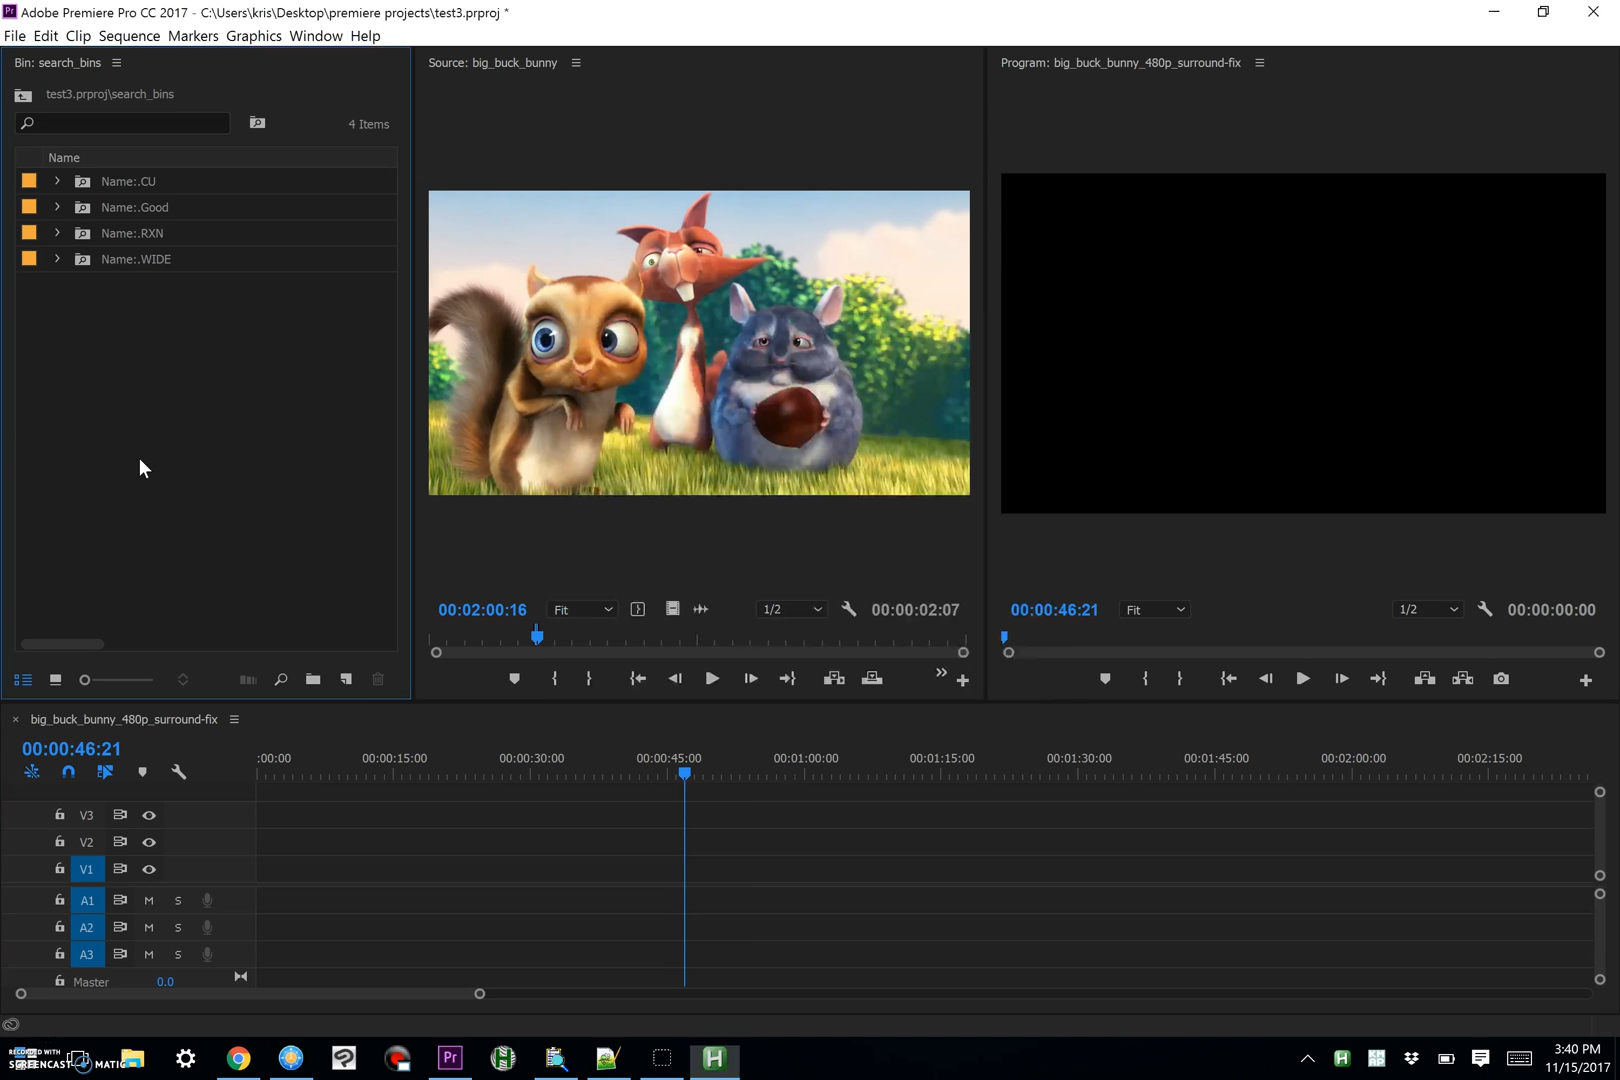 Pr Adobe Premiere Pro CC 2017 - C:\Users\kris\Desktop\premiere projects\test3.prproj *
File Edit Clip Sequence Markers Graphics Window Help
Bin: search_bins
Source: big_buck_bunny
Program: big_buck_bunny_480p_surround-fix
test3.prproj\search_bins
4 Items
Name
Name:.CU
Name:.Good
Name:.RXN
Name:.WIDE
00:02:00:16 Fit 1/2 00:00:02:07
00:00:46:21 Fit 1/2 00:00:00:00
× big_buck_bunny_480p_surround-fix
00:00:46:21
:00:00 00:00:15:00 00:00:30:00 00:00:45:00 00:01:00:00 00:01:15:00 00:01:30:00 00:01:45:00 00:02:00:00 00:02:15:00
V3
V2
V1
A1 M S
A2 M S
A3 M S
Master 0.0
RECORDED WITH
SCREENCAST MATIC
Pr
H
H
KM
AP
3:40 PM
11/15/2017